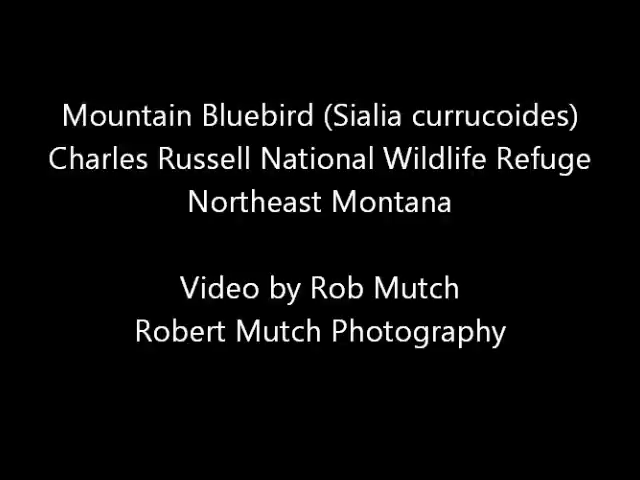 Mountain Bluebird (Sialia currucoides)
Charles Russell National Wildlife Refuge
Northeast Montana
Video by Rob Mutch
Robert Mutch Photography